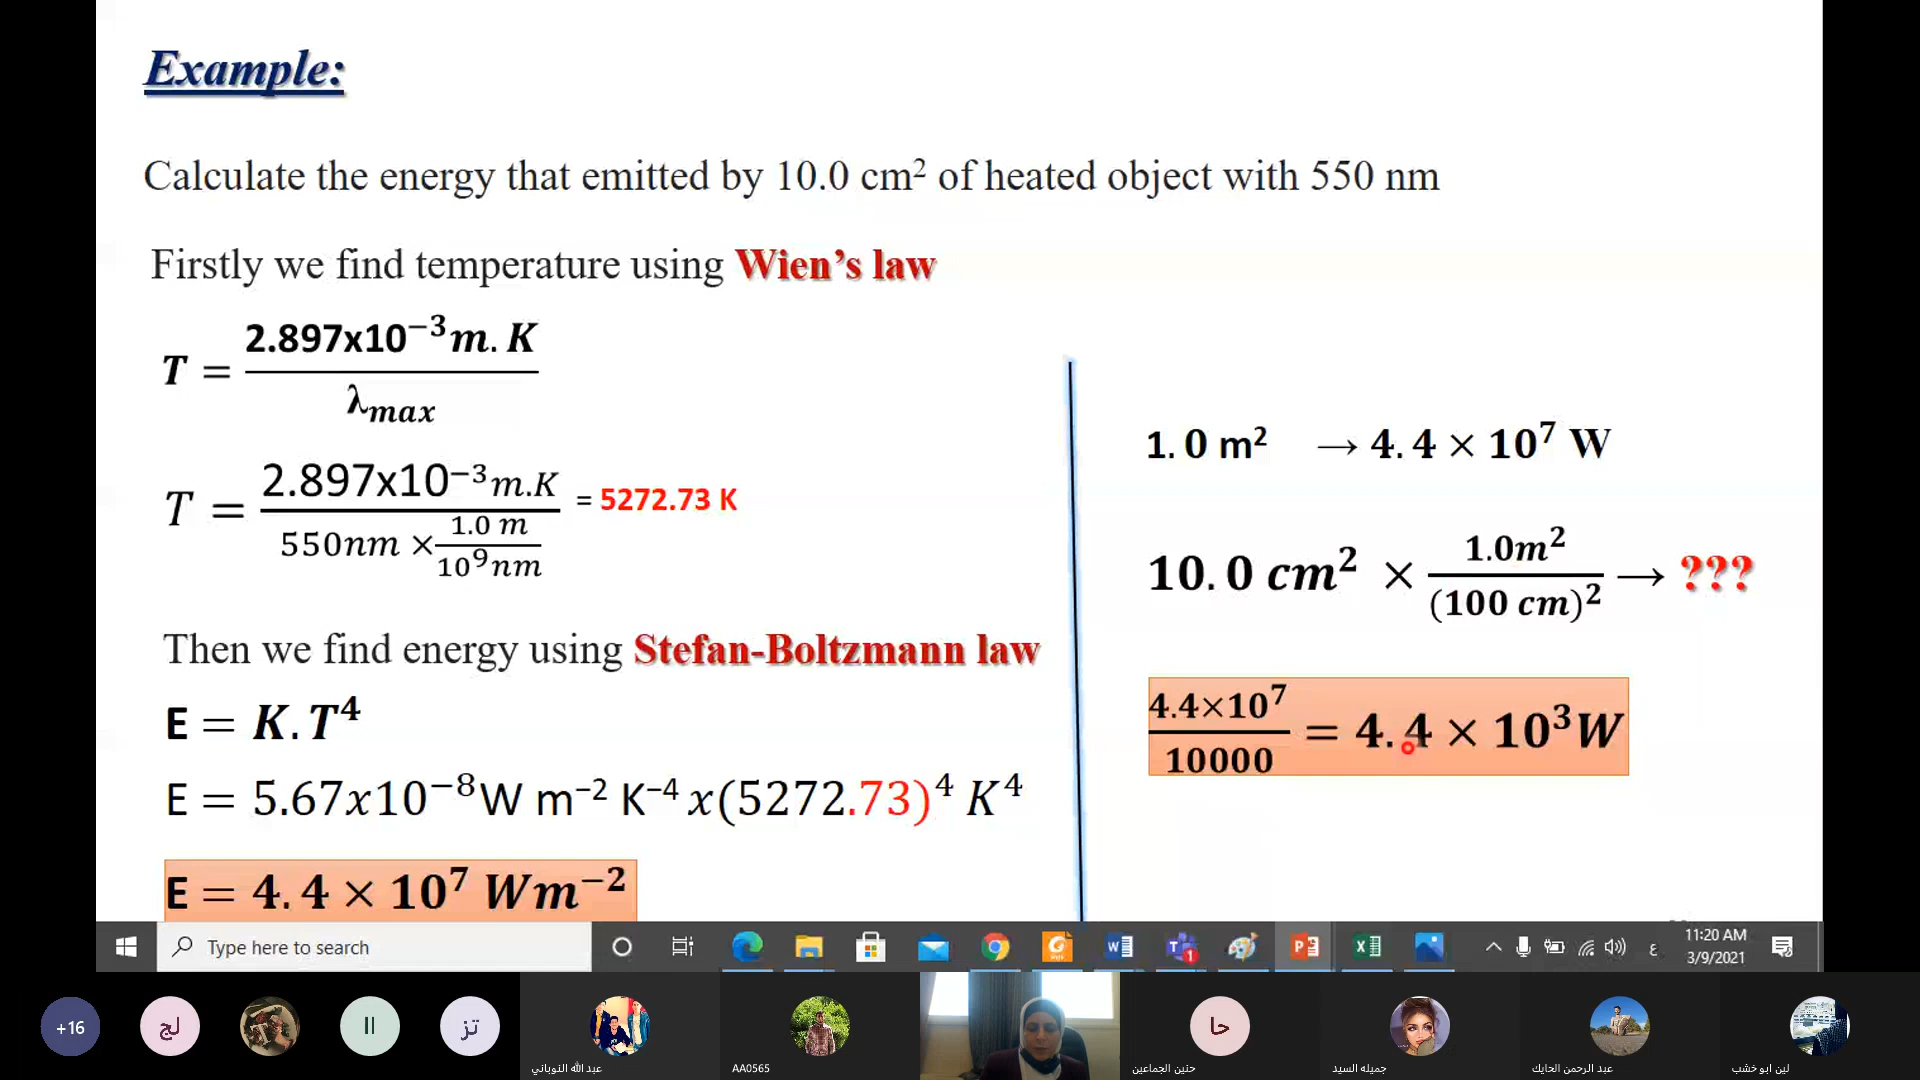 Example:
Calculate the energy that emitted by 10.0 cm² of heated object with 550 nm
Firstly we find temperature using Wien's law
T = 2.897x10⁻³m.K / λmax
T = 2.897x10⁻³m.K / 550nm × 1.0 m / 10⁹nm = 5272.73 K
Then we find energy using Stefan-Boltzmann law
E = K.T⁴
E = 5.67x10⁻⁸W m⁻² K⁻⁴ x(5272.73)⁴ K⁴
E = 4.4 × 10⁷ Wm⁻²
1.0 m² → 4.4 × 10⁷ W
10.0 cm² × 1.0m² / (100 cm)² → ???
4.4×10⁷ / 10000 = 4.4 × 10³W
Type here to search
ع
11:20 AM
3/9/2021
+16
لج
اا
تز
حا
عبد الله النوباني
AA0565
حنين الجماعين
جميله السيد
عبد الرحمن الحايك
لين ابو خشب